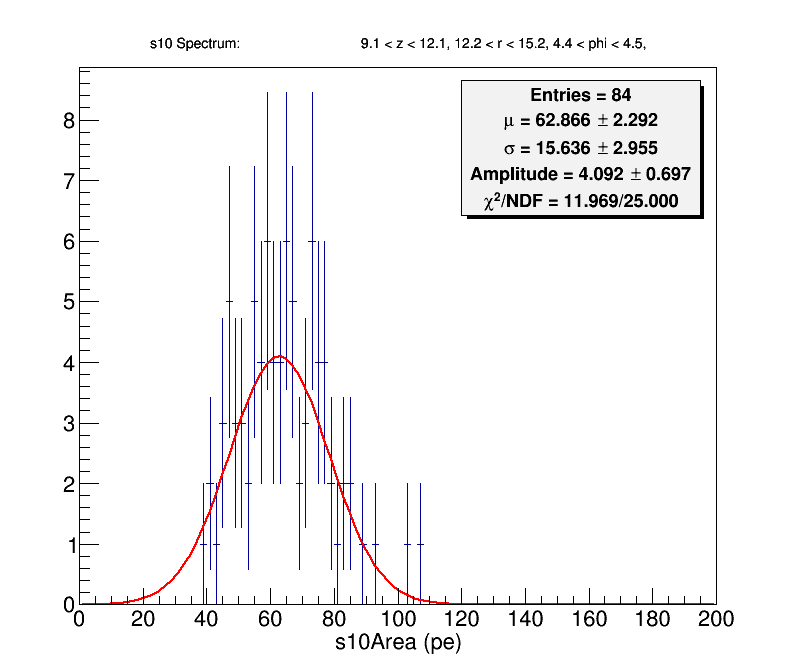 s10 Spectrum: 9.1 < z < 12.1, 12.2 < r < 15.2, 4.4 < phi < 4.5,
Entries = 84
μ = 62.866 ± 2.292
σ = 15.636 ± 2.955
Amplitude = 4.092 ± 0.697
χ²/NDF = 11.969/25.000
8
7
6
5
4
3
2
1
0
0 20 40 60 80 100 120 140 160 180 200
s10Area (pe)